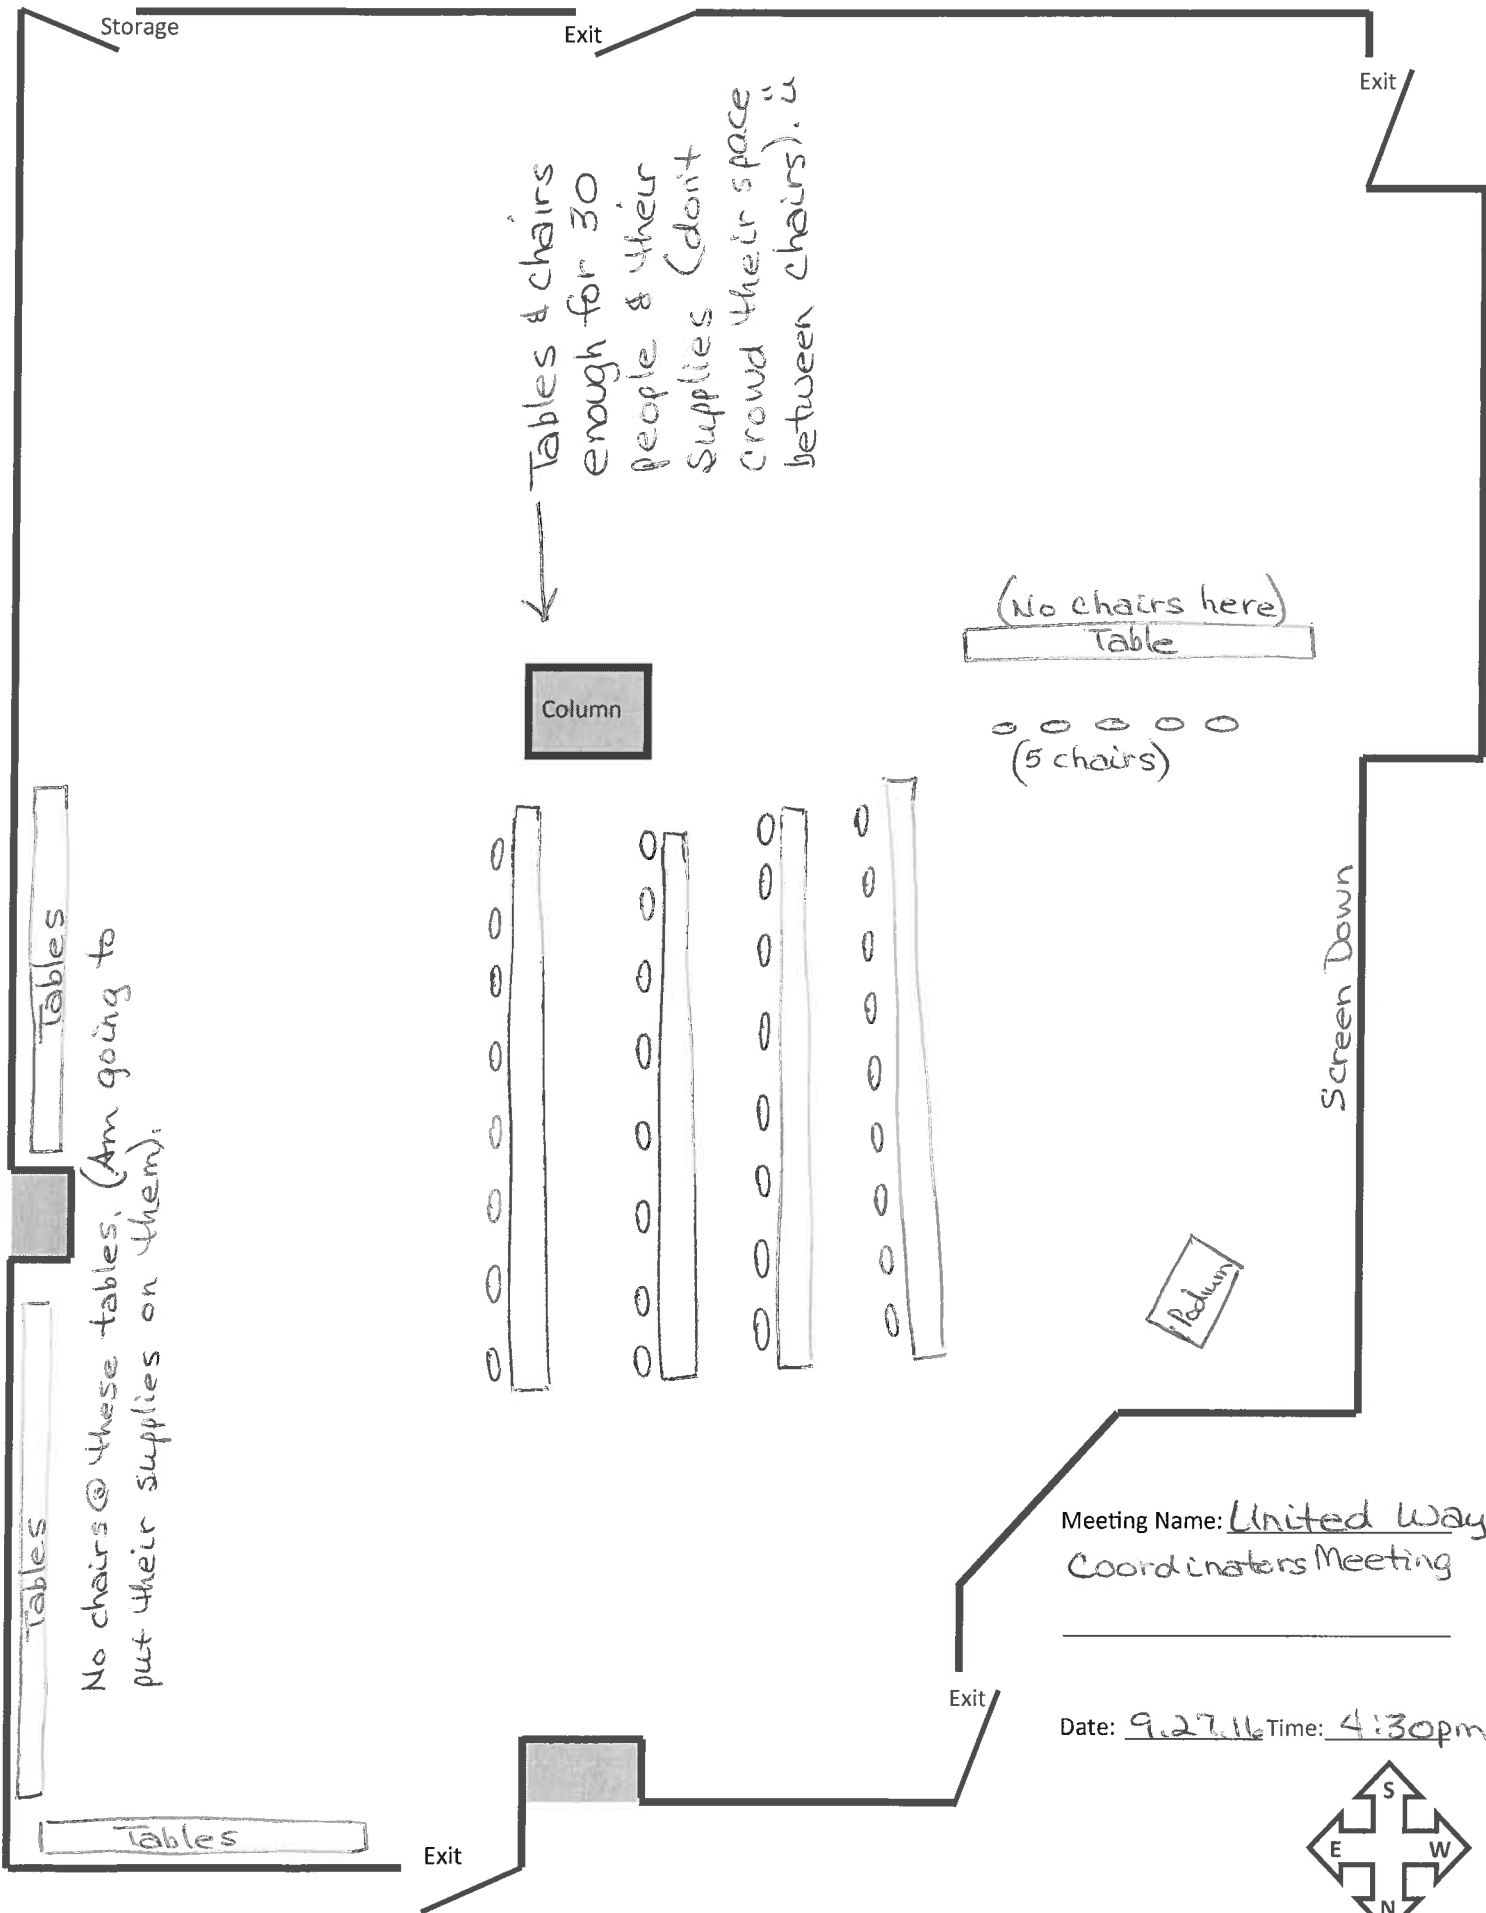 Storage
Exit
Exit
Tables & chairs
enough for 30
people & their
Supplies (don't
crowd their space
between chairs). ü
(No chairs here)
Table
Column
(5 chairs)
Tables
No chairs @ these tables. (Am going to
put their supplies on them).
Screen Down
Podium
Tables
Meeting Name: United Way
Coordinators Meeting
Exit
Date: 9.27.16 Time: 4:30pm
Tables
Exit
S
E W
N